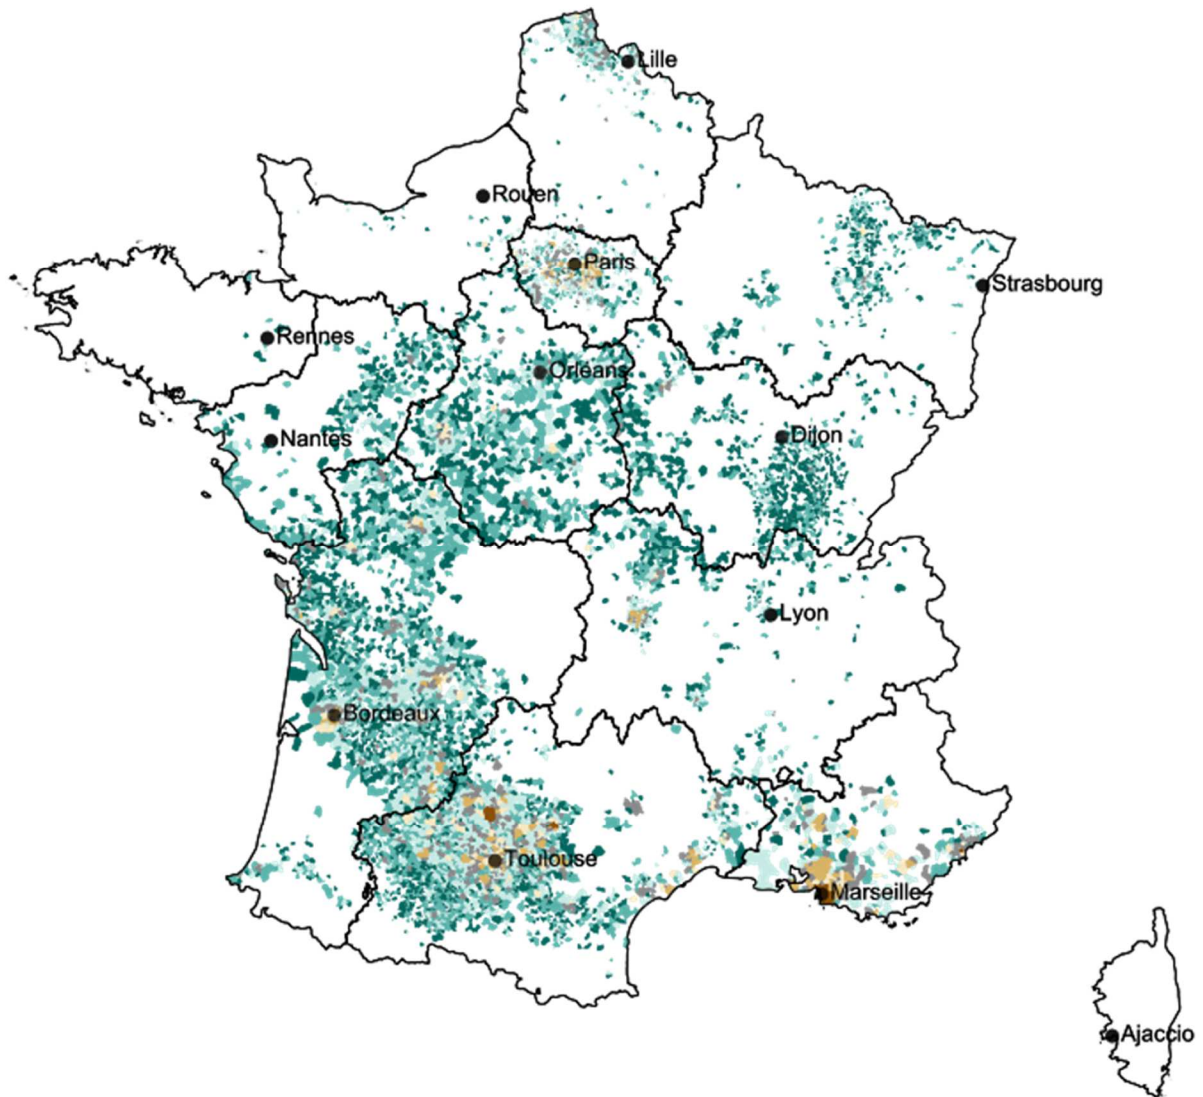 Lille
Rouen
Paris
Strasbourg
Rennes
Orléans
Nantes
Dijon
Lyon
Bordeaux
Toulouse
Marseille
Ajaccio